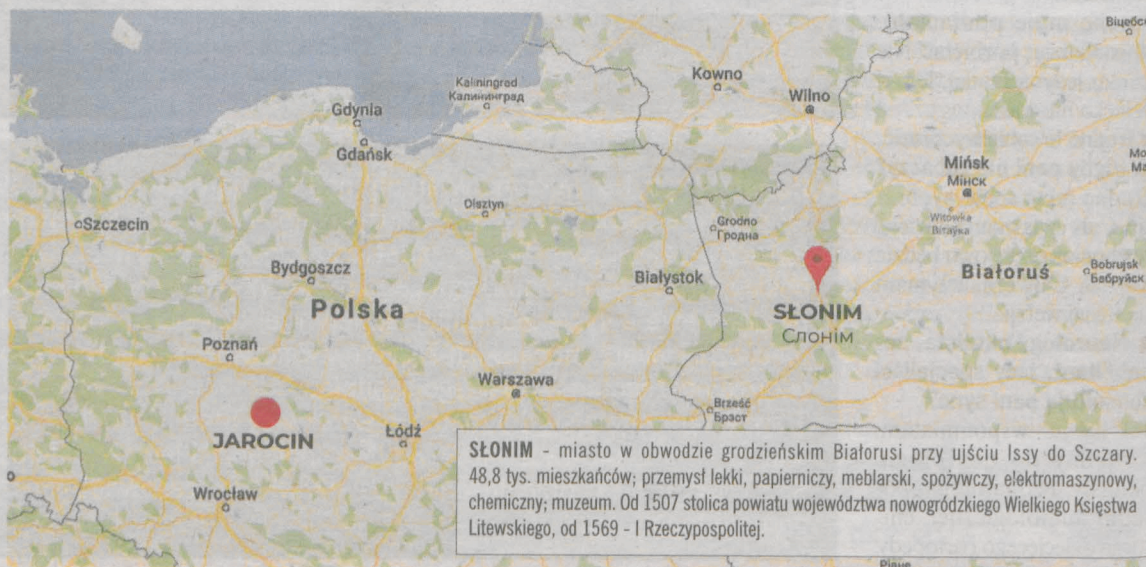 Віцебск
Kaliningrad
Калининград
Kowno
Wilno
Gdynia
Gdańsk
Mińsk
Мінск
Olsztyn
Szczecin
Grodno
Гродна
Witowka
Вітаўка
Bydgoszcz
Białystok
Białoruś
Bobrujsk
Бабруйск
Polska
SŁONIM
Слонім
Poznań
Warszawa
Brześć
Брэст
JAROCIN
Łódź
Wrocław
SŁONIM - miasto w obwodzie grodzieńskim Białorusi przy ujściu Issy do Szczary.
48,8 tys. mieszkańców; przemysł lekki, papierniczy, meblarski, spożywczy, elektromaszynowy,
chemiczny; muzeum. Od 1507 stolica powiatu województwa nowogródzkiego Wielkiego Księstwa
Litewskiego, od 1569 - I Rzeczypospolitej.